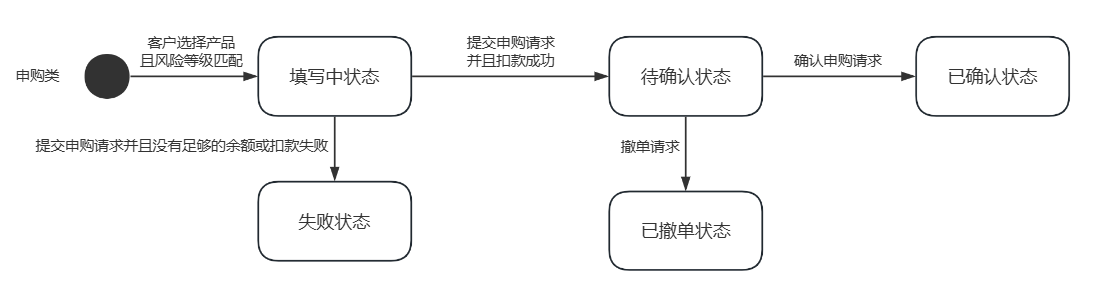 申购类
客户选择产品
且风险等级匹配
填写中状态
提交申购请求
并且扣款成功
待确认状态
确认申购请求
已确认状态
提交申购请求并且没有足够的余额或扣款失败
撤单请求
失败状态
已撤单状态